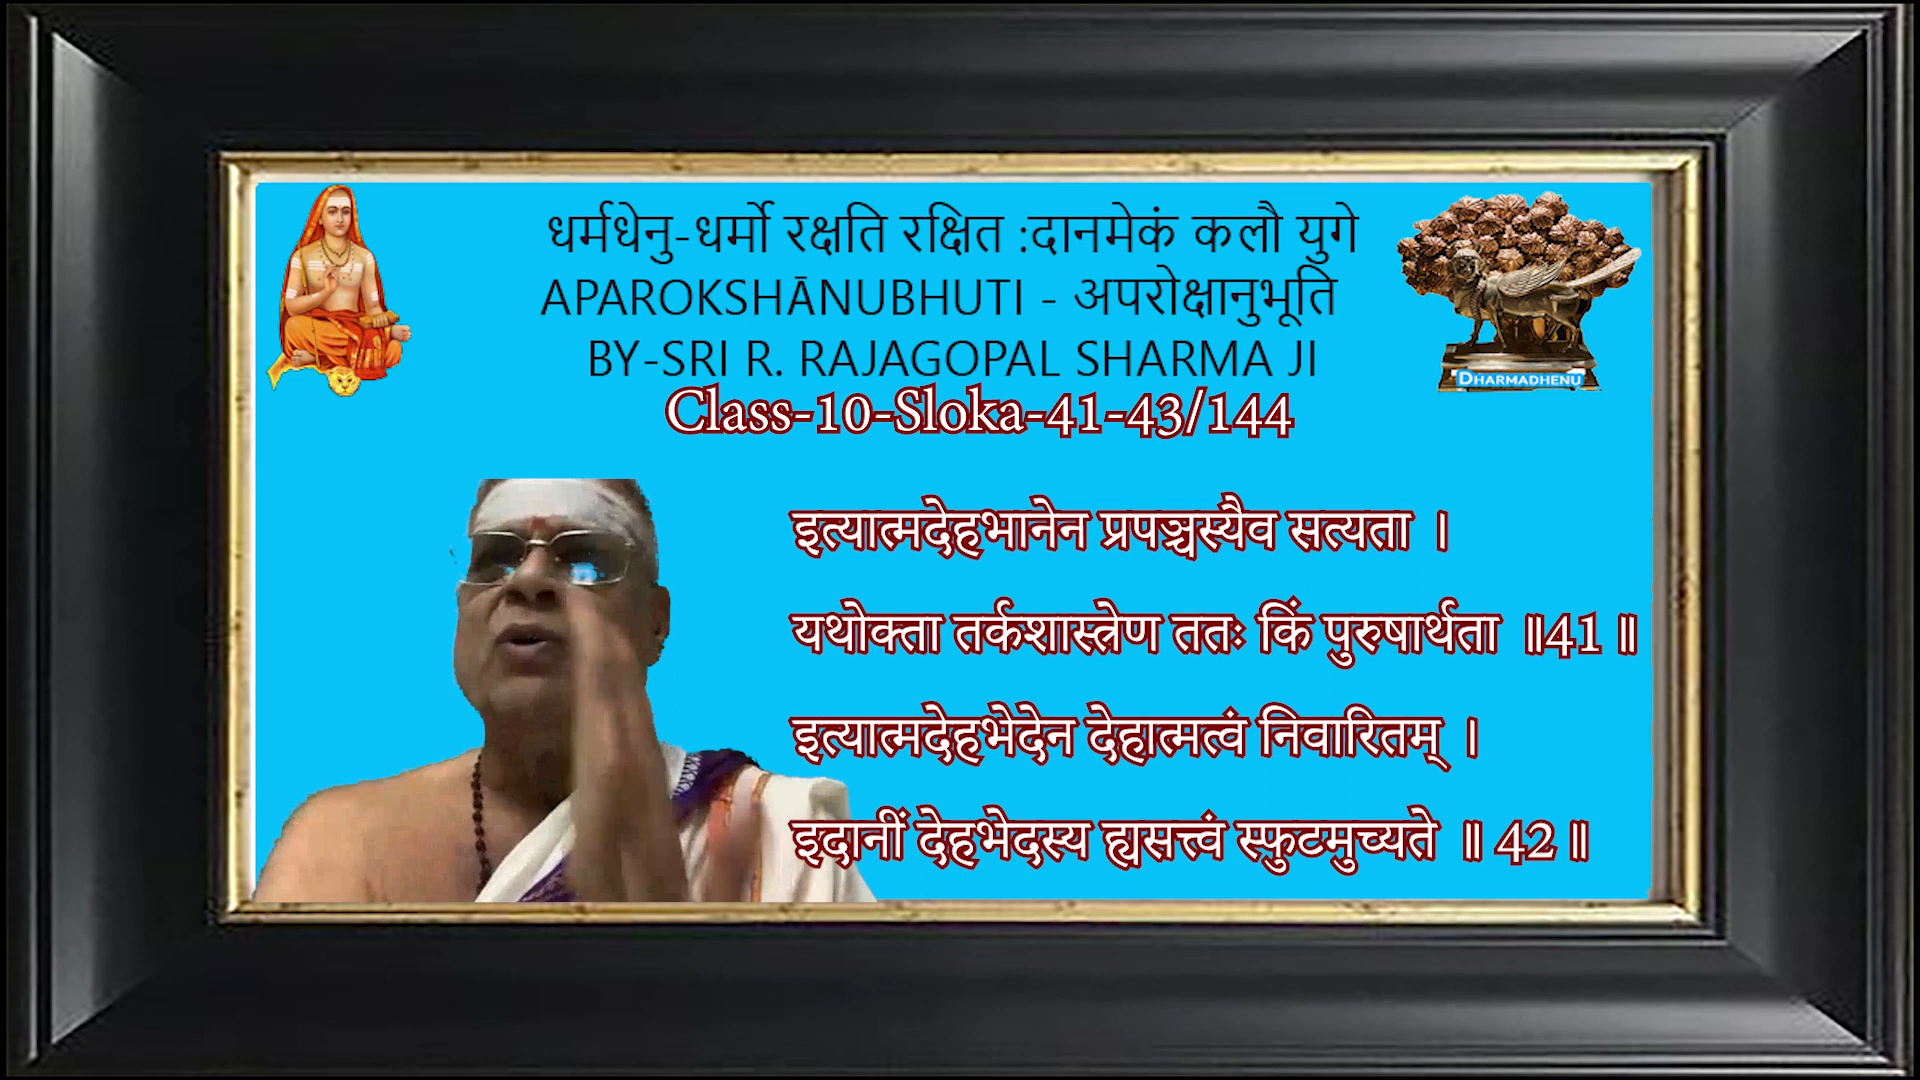 धर्मधेनु-धर्मो रक्षति रक्षित :दानमेकं कलौ युगे
APAROKSHĀNUBHUTI - अपरोक्षानुभूति
BY-SRI R. RAJAGOPAL SHARMA JI
DHARMADHENU
Class-10-Sloka-41-43/144
इत्यात्मदेहभानेन प्रपञ्चस्यैव सत्यता ।
यथोक्ता तर्कशास्त्रेण ततः किं पुरुषार्थता ॥41॥
इत्यात्मदेहभेदेन देहात्मत्वं निवारितम् ।
इदानीं देहभेदस्य ह्यसत्त्वं स्फुटमुच्यते ॥ 42॥